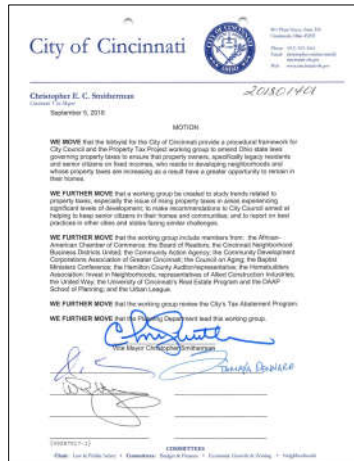 City of Cincinnati
Christopher E. C. Smitherman
Cincinnati Vice Mayor
201801401
September 5, 2018
MOTION
WE MOVE that the lobbyist for the City of Cincinnati provide a procedural framework for
City Council and the Property Tax Project working group to amend Ohio state laws
governing property taxes to ensure that property owners, specifically legacy residents
and senior citizens on fixed incomes, who reside in developing neighborhoods and
whose property taxes are increasing as a result have a greater opportunity to remain in
their homes.
WE FURTHER MOVE that a working group be created to study trends related to
property taxes, especially the issue of rising property taxes in areas experiencing
significant levels of development; to make recommendations to City Council aimed at
helping to keep senior citizens in their homes and communities; and to report on best
practices in other cities and states facing similar challenges.
WE FURTHER MOVE that the working group include members from: the African-
American Chamber of Commerce; the Board of Realtors; the Cincinnati Neighborhood
Business Districts United; the Community Action Agency; the Community Development
Corporations Association of Greater Cincinnati; the Council on Aging; the Baptist
Ministers Conference; the Hamilton County Auditor/representative; the Homebuilders
Association; Invest in Neighborhoods; representatives of Allied Construction Industries;
the United Way; the University of Cincinnati's Real Estate Program and the DAAP
School of Planning; and the Urban League.
WE FURTHER MOVE that the working group review the City's Tax Abatement Program.
WE FURTHER MOVE that the Planning Department lead this working group.
Vice Mayor Christopher Smitherman
TAMAYA DENNARD
COMMITTEES